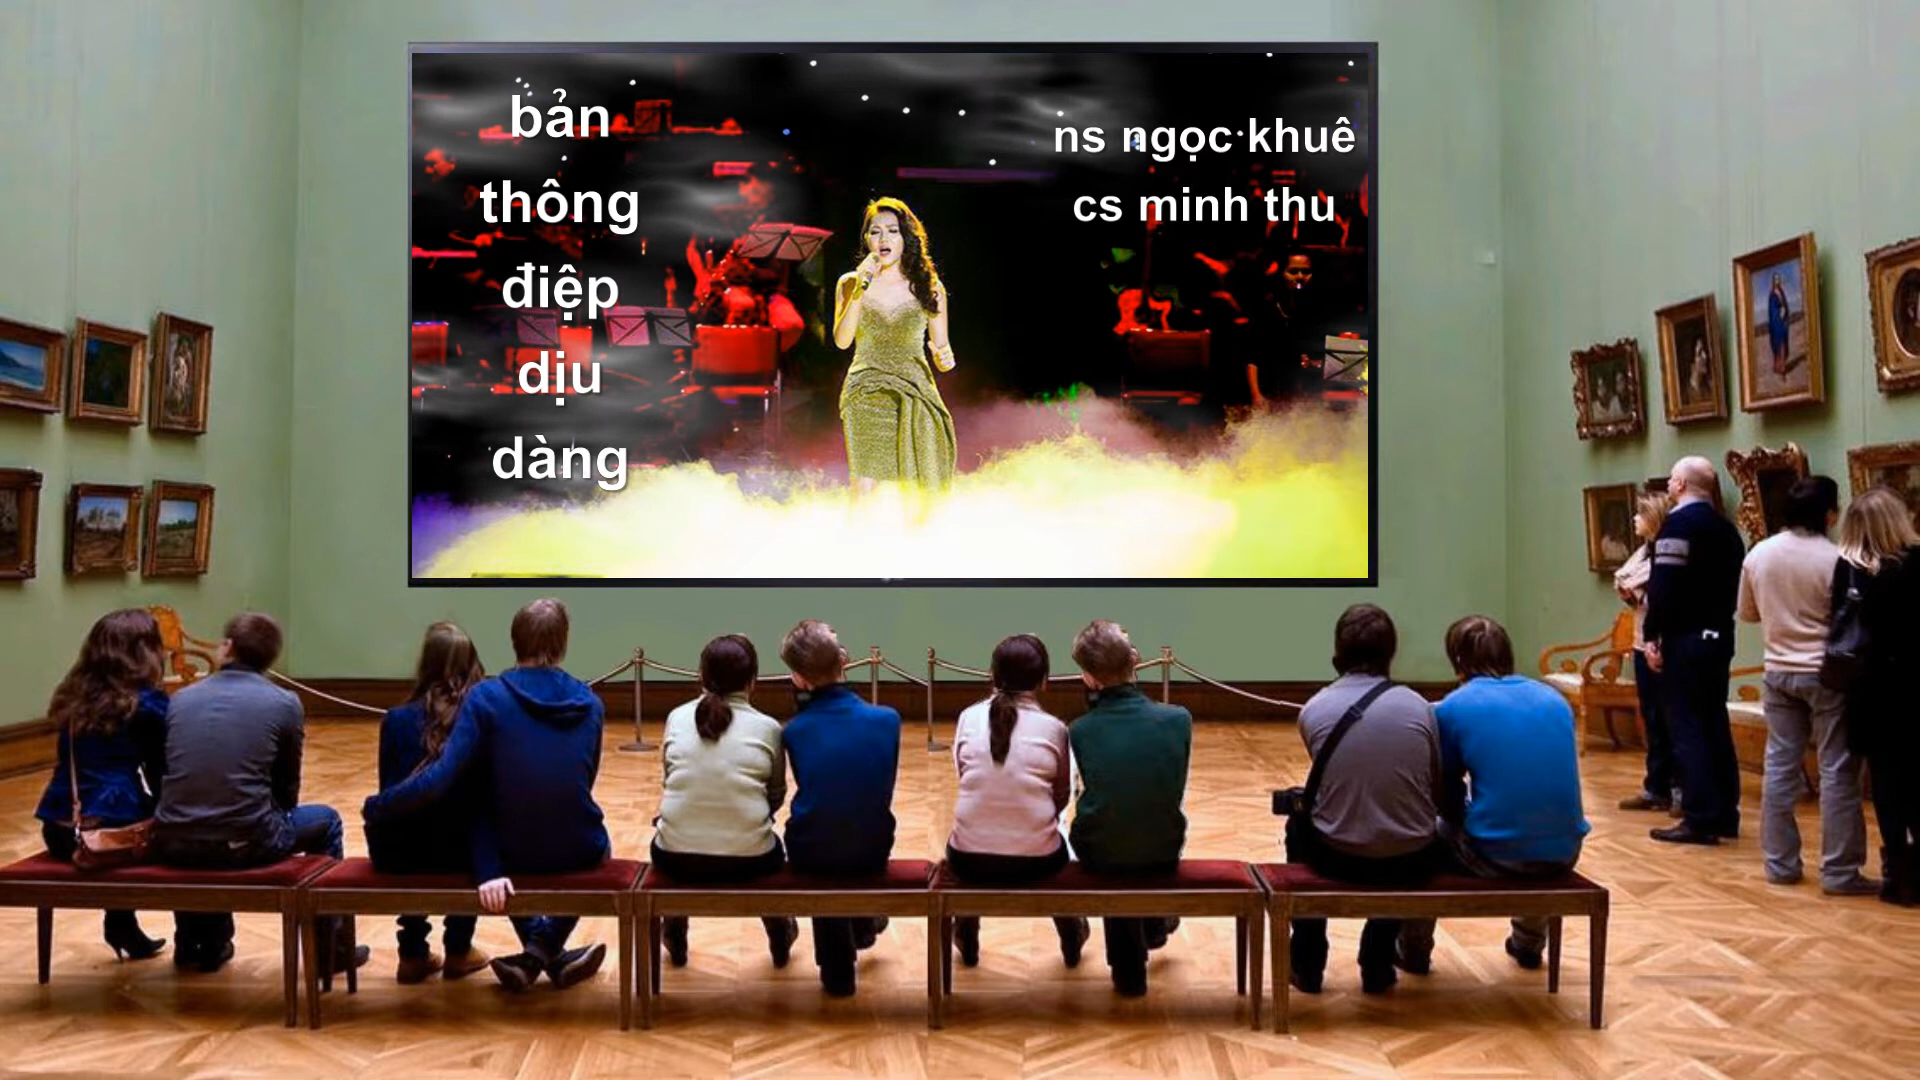 bản
thông
điệp
dịu
dàng
ns ngọc khuê
cs minh thu